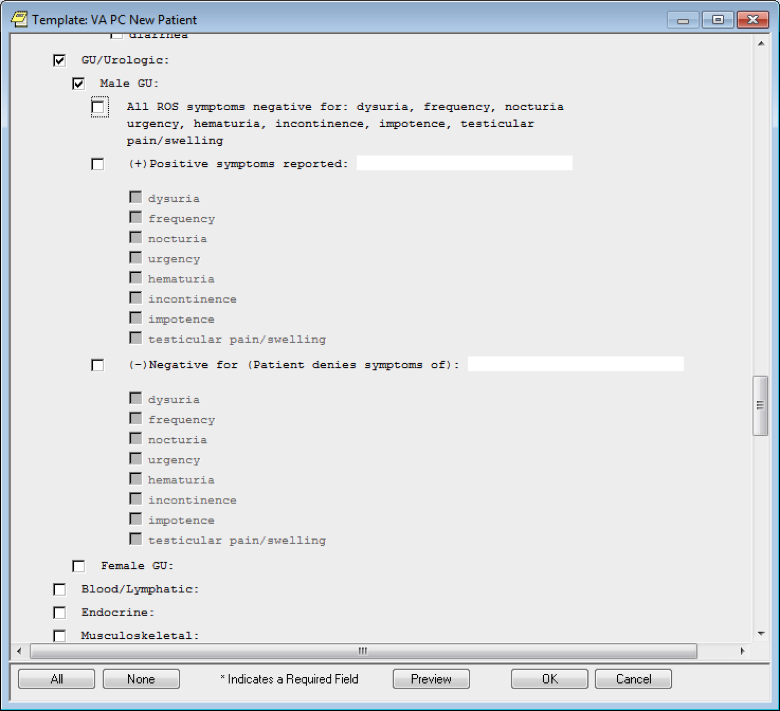 Template: VA PC New Patient
diarrhea
GU/Urologic:
Male GU:
All ROS symptoms negative for: dysuria, frequency, nocturia
urgency, hematuria, incontinence, impotence, testicular
pain/swelling
(+)Positive symptoms reported:
dysuria
frequency
nocturia
urgency
hematuria
incontinence
impotence
testicular pain/swelling
(-)Negative for (Patient denies symptoms of):
dysuria
frequency
nocturia
urgency
hematuria
incontinence
impotence
testicular pain/swelling
Female GU:
Blood/Lymphatic:
Endocrine:
Musculoskeletal:
All None * Indicates a Required Field Preview OK Cancel